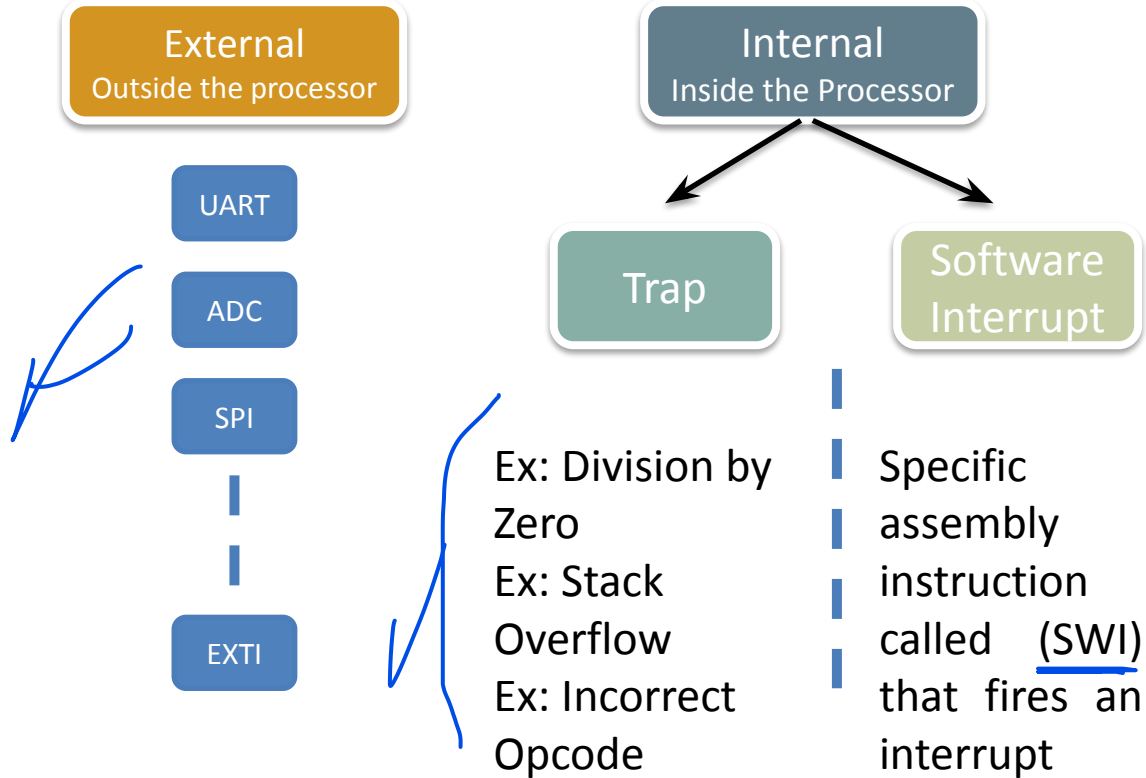 External
Outside the processor
UART
ADC
SPI
EXTI
Internal
Inside the Processor
Trap
Ex: Division by
Zero
Ex: Stack
Overflow
Ex: Incorrect
Opcode
Software
Interrupt
Specific
assembly
instruction
called (SWI)
that fires an
interrupt